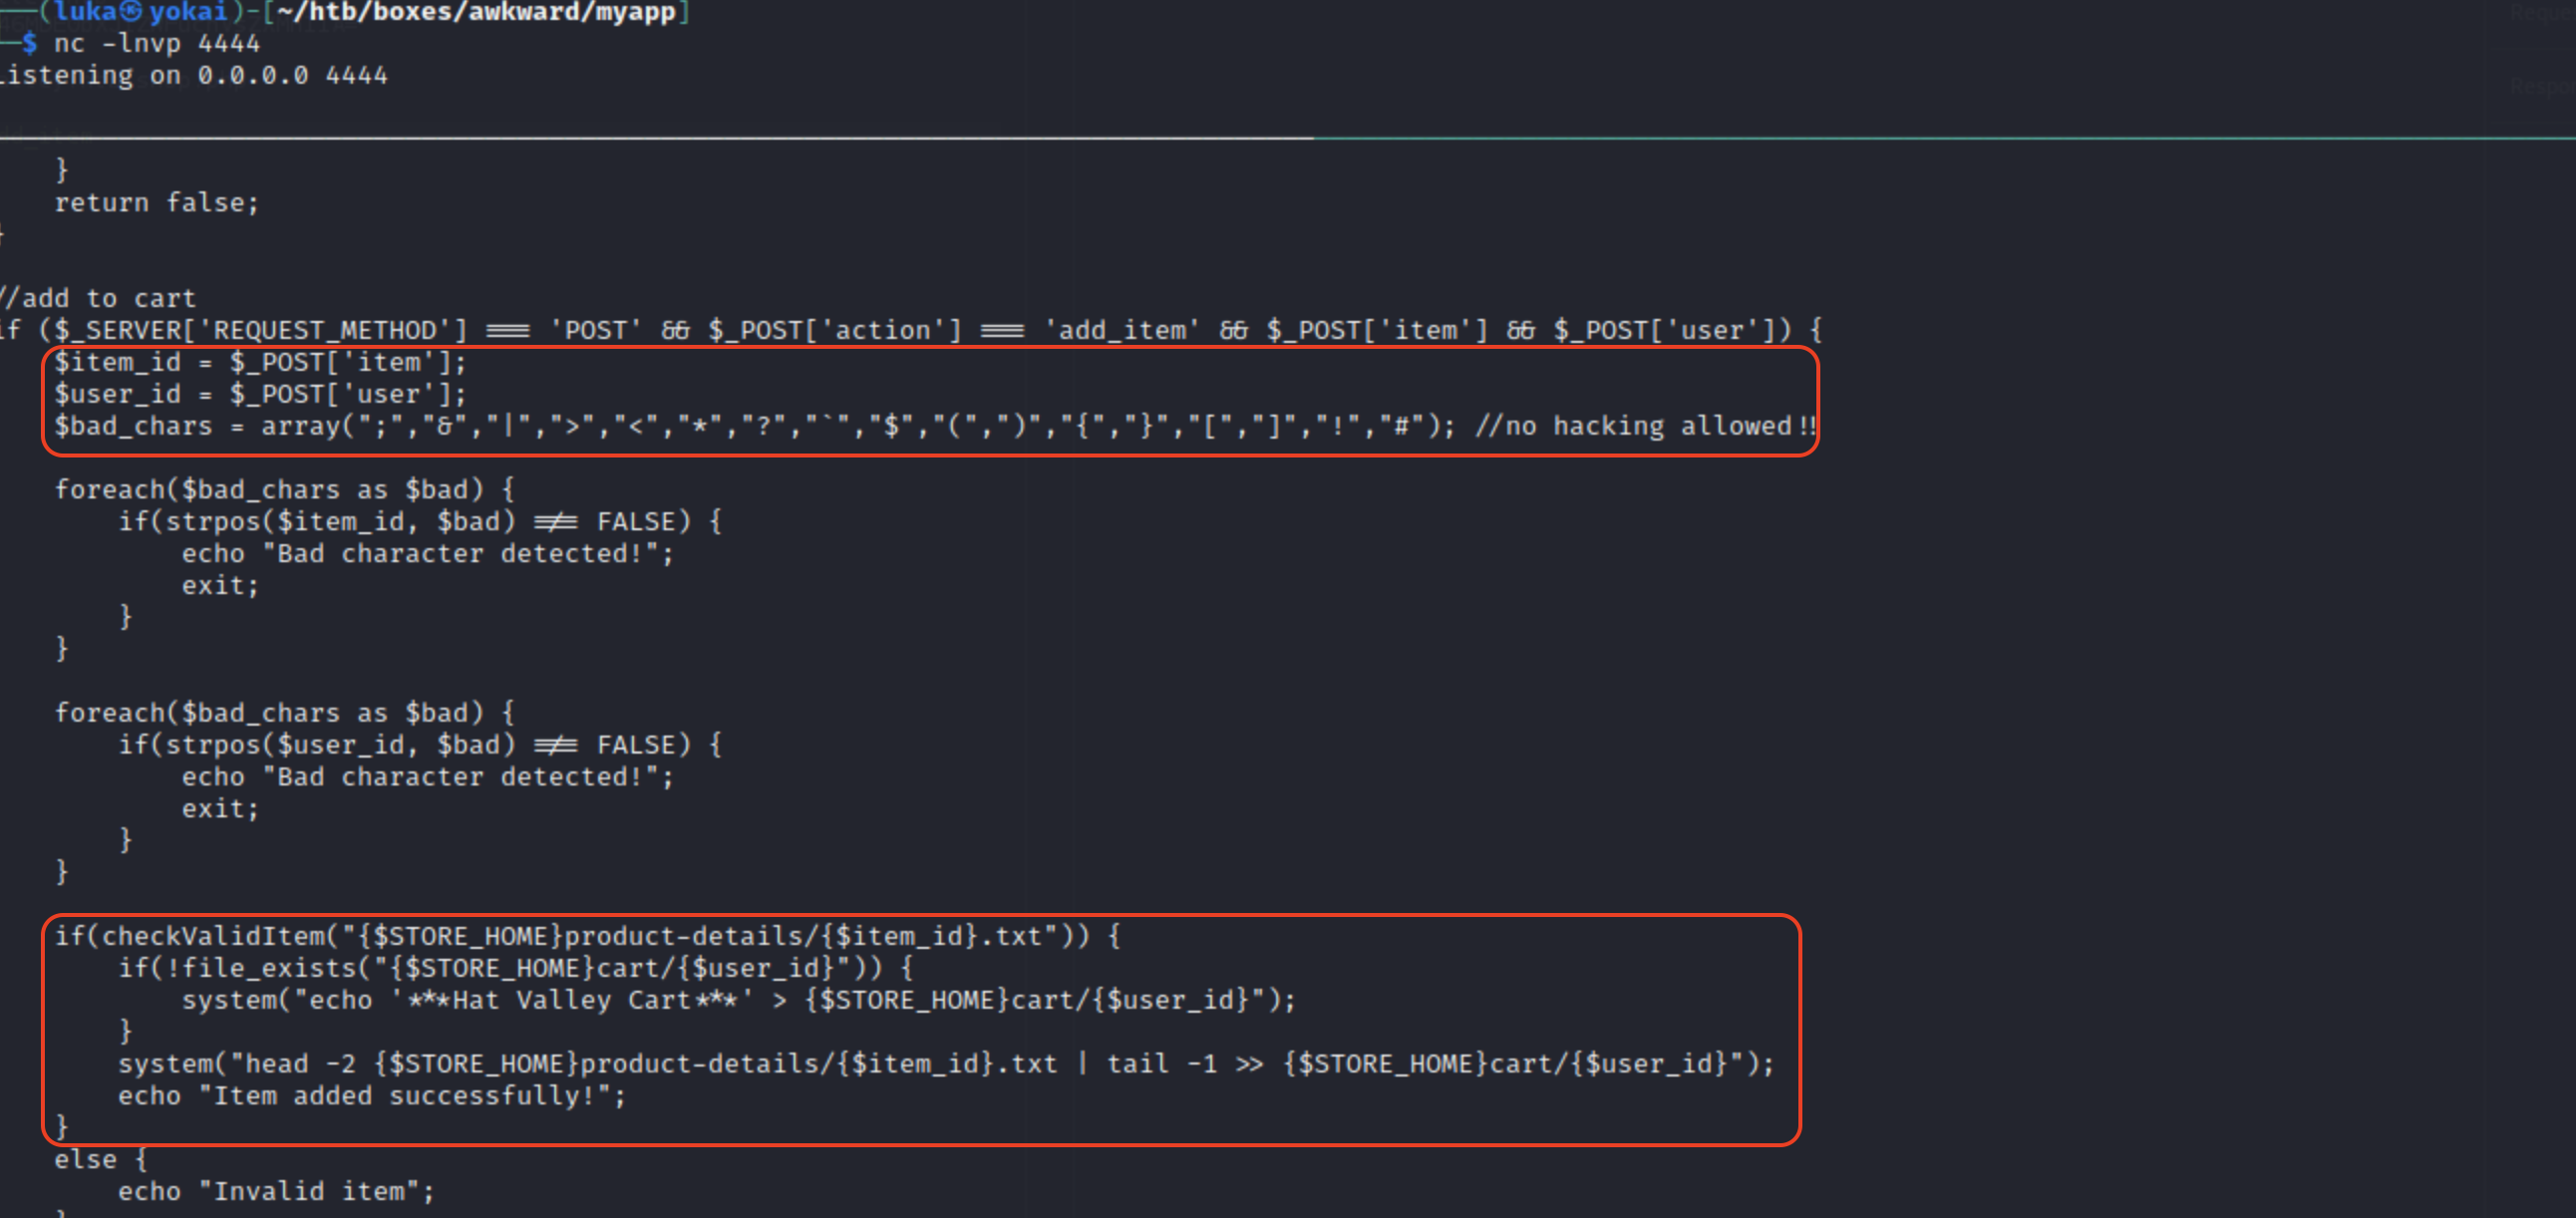 (luka㉿yokai)-[~/htb/boxes/awkward/myapp]
$ nc -lnvp 4444
Listening on 0.0.0.0 4444
    }
    return false;
}
//add to cart
if ($_SERVER['REQUEST_METHOD'] === 'POST' && $_POST['action'] === 'add_item' && $_POST['item'] && $_POST['user']) {
    $item_id = $_POST['item'];
    $user_id = $_POST['user'];
    $bad_chars = array(";","&","|",">","<","*","?","`","$","(",")","{","}","[","]","!","#"); //no hacking allowed!!
    foreach($bad_chars as $bad) {
        if(strpos($item_id, $bad) !== FALSE) {
            echo "Bad character detected!";
            exit;
        }
    }
    foreach($bad_chars as $bad) {
        if(strpos($user_id, $bad) !== FALSE) {
            echo "Bad character detected!";
            exit;
        }
    }
    if(checkValidItem("{$STORE_HOME}product-details/{$item_id}.txt")) {
        if(!file_exists("{$STORE_HOME}cart/{$user_id}")) {
            system("echo '***Hat Valley Cart***' > {$STORE_HOME}cart/{$user_id}");
        }
        system("head -2 {$STORE_HOME}product-details/{$item_id}.txt | tail -1 >> {$STORE_HOME}cart/{$user_id}");
        echo "Item added successfully!";
    }
    else {
        echo "Invalid item";
    }